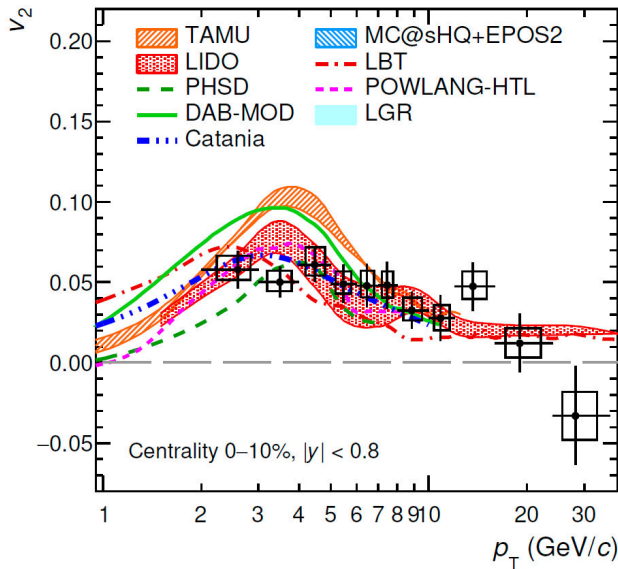 v₂
0.20
0.15
0.10
0.05
0.00
−0.05
TAMU
LIDO
PHSD
DAB-MOD
Catania
MC@sHQ+EPOS2
LBT
POWLANG-HTL
LGR
Centrality 0–10%, |y| < 0.8
1 2 3 4 5 6 7 8 9 10 20 30
p_T (GeV/c)